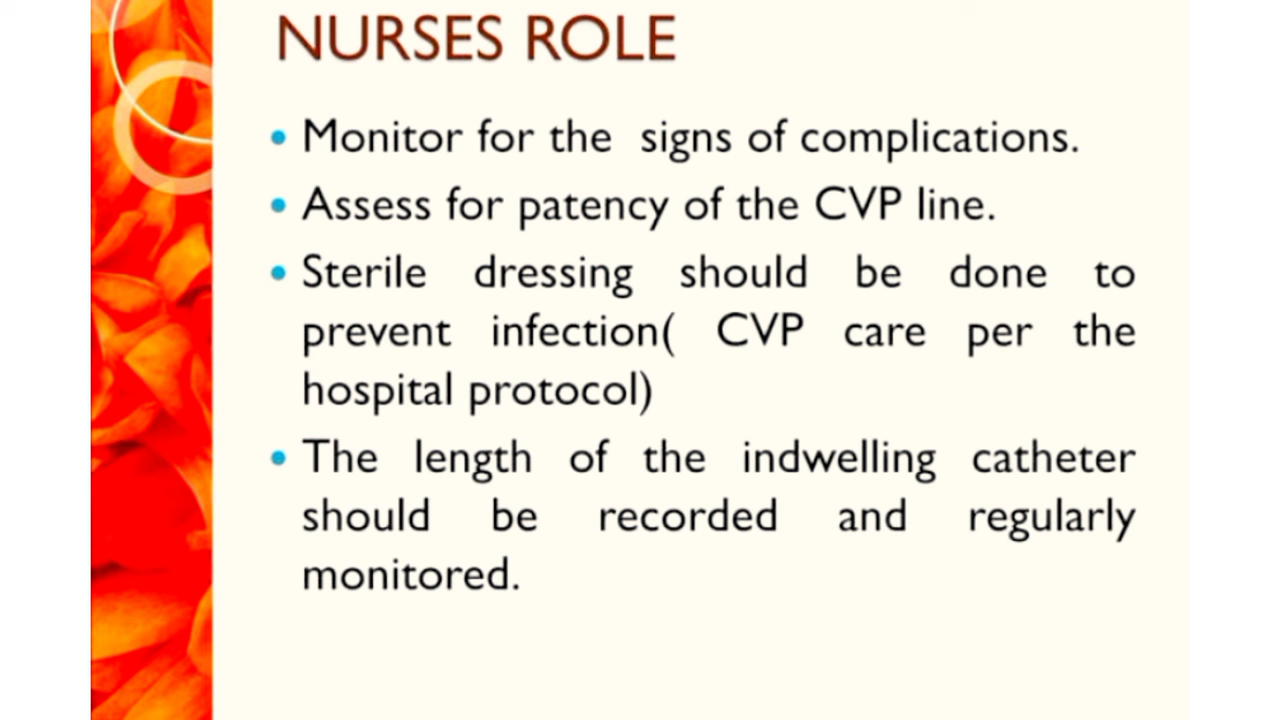 NURSES ROLE
• Monitor for the signs of complications.
• Assess for patency of the CVP line.
• Sterile dressing should be done to
prevent infection( CVP care per the
hospital protocol)
• The length of the indwelling catheter
should be recorded and regularly
monitored.